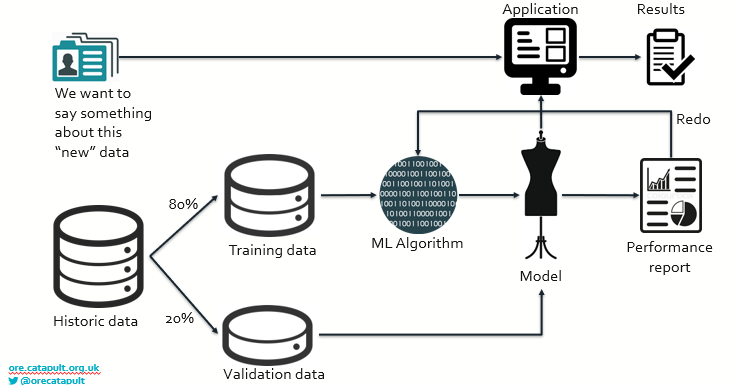 Application
Results
We want to
say something
about this
“new” data
Redo
80%
Training data
ML Algorithm
Model
Performance
report
Historic data
20%
Validation data
ore.catapult.org.uk
@orecatapult